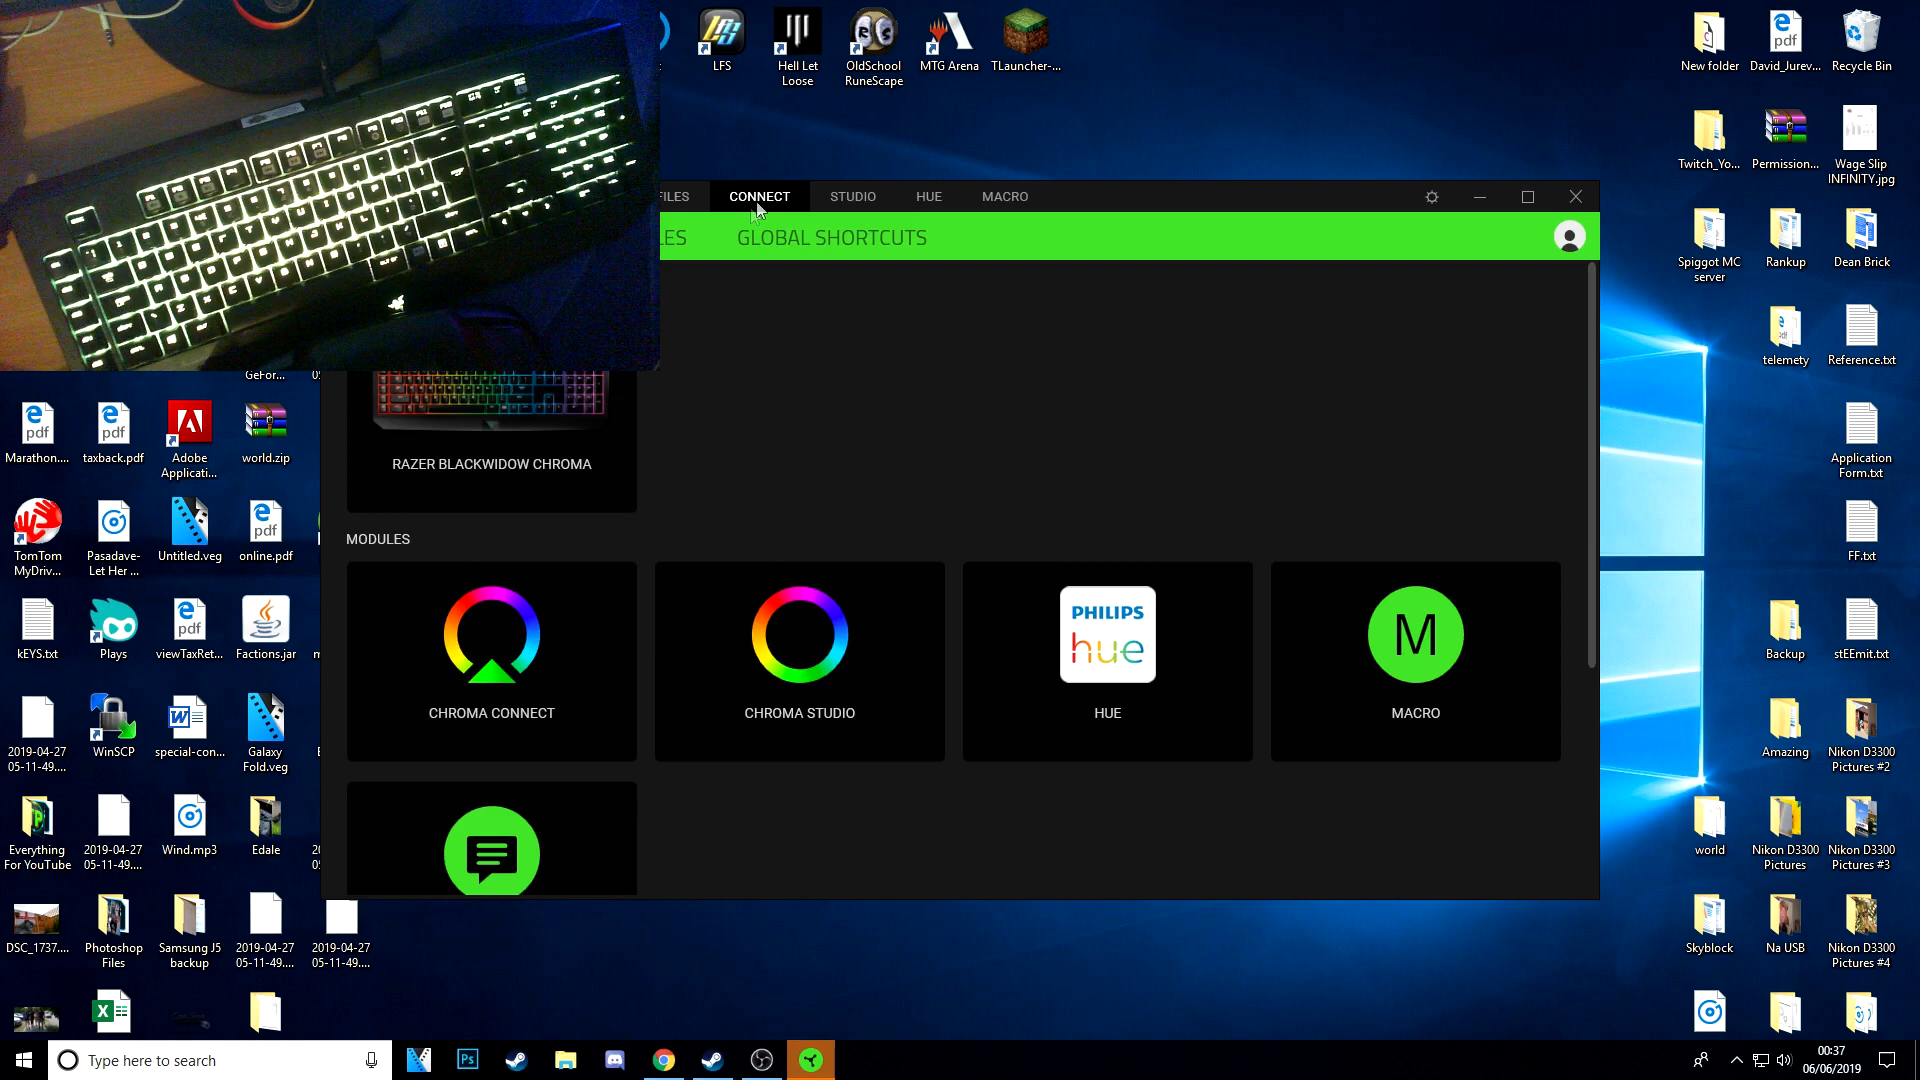 LFS
Hell Let
Loose
OldSchool
RuneScape
MTG Arena
TLauncher-...
New folder
David_Jurev...
Recycle Bin
Twitch_Yo...
Permission...
Wage Slip
INFINITY.jpg
CONNECT
STUDIO
HUE
MACRO
GLOBAL SHORTCUTS
Spiggot MC
server
Rankup
Dean Brick
telemety
Reference.txt
GeFor...
RAZER BLACKWIDOW CHROMA
pdf
Marathon....
pdf
taxback.pdf
Adobe
Applicati...
world.zip
Application
Form.txt
MODULES
TomTom
MyDriv...
Pasadave-
Let Her ...
Untitled.veg
pdf
online.pdf
FF.txt
kEYS.txt
Plays
pdf
viewTaxRet...
Factions.jar
PHILIPS
hue
M
CHROMA CONNECT
CHROMA STUDIO
HUE
MACRO
Backup
stEEmit.txt
2019-04-27
05-11-49....
WinSCP
special-con...
Galaxy
Fold.veg
Amazing
Nikon D3300
Pictures #2
Everything
For YouTube
2019-04-27
05-11-49....
Wind.mp3
Edale
world
Nikon D3300
Pictures
Nikon D3300
Pictures #3
DSC_1737....
Photoshop
Files
Samsung J5
backup
2019-04-27
05-11-49....
2019-04-27
05-11-49....
Skyblock
Na USB
Nikon D3300
Pictures #4
Type here to search
Ps
00:37
06/06/2019